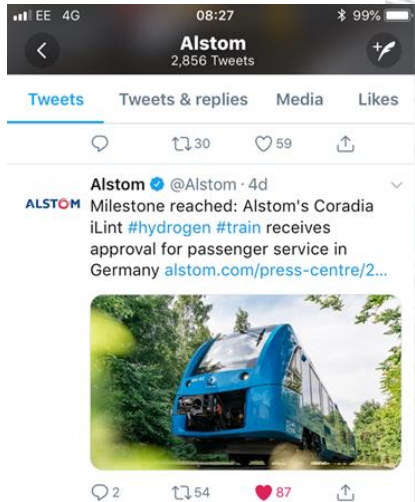 EE 4G 08:27 99%
Alstom
2,856 Tweets
Tweets Tweets & replies Media Likes
30 59
Alstom @Alstom · 4d
ALSTOM
Milestone reached: Alstom's Coradia
iLint #hydrogen #train receives
approval for passenger service in
Germany alstom.com/press-centre/2...
2 54 87